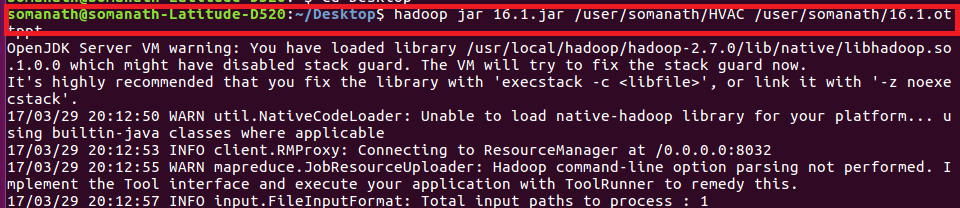 somanath@somanath-Latitude-D520:~/Desktop$ hadoop jar 16.1.jar /user/somanath/HVAC /user/somanath/16.1.ot
OpenJDK Server VM warning: You have loaded library /usr/local/hadoop/hadoop-2.7.0/lib/native/libhadoop.so
.1.0.0 which might have disabled stack guard. The VM will try to fix the stack guard now.
It's highly recommended that you fix the library with 'execstack -c <libfile>', or link it with '-z noexe
cstack'.
17/03/29 20:12:50 WARN util.NativeCodeLoader: Unable to load native-hadoop library for your platform... u
sing builtin-java classes where applicable
17/03/29 20:12:53 INFO client.RMProxy: Connecting to ResourceManager at /0.0.0.0:8032
17/03/29 20:12:55 WARN mapreduce.JobResourceUploader: Hadoop command-line option parsing not performed. I
mplement the Tool interface and execute your application with ToolRunner to remedy this.
17/03/29 20:12:57 INFO input.FileInputFormat: Total input paths to process : 1